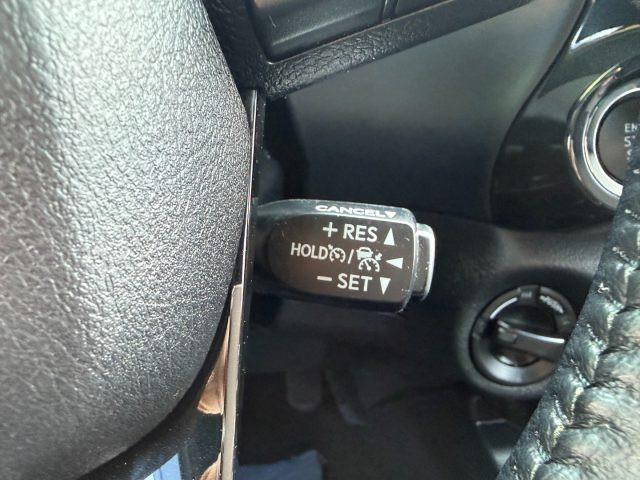 CANCEL▼
+ RES ▲
HOLD / ◄
− SET ▼